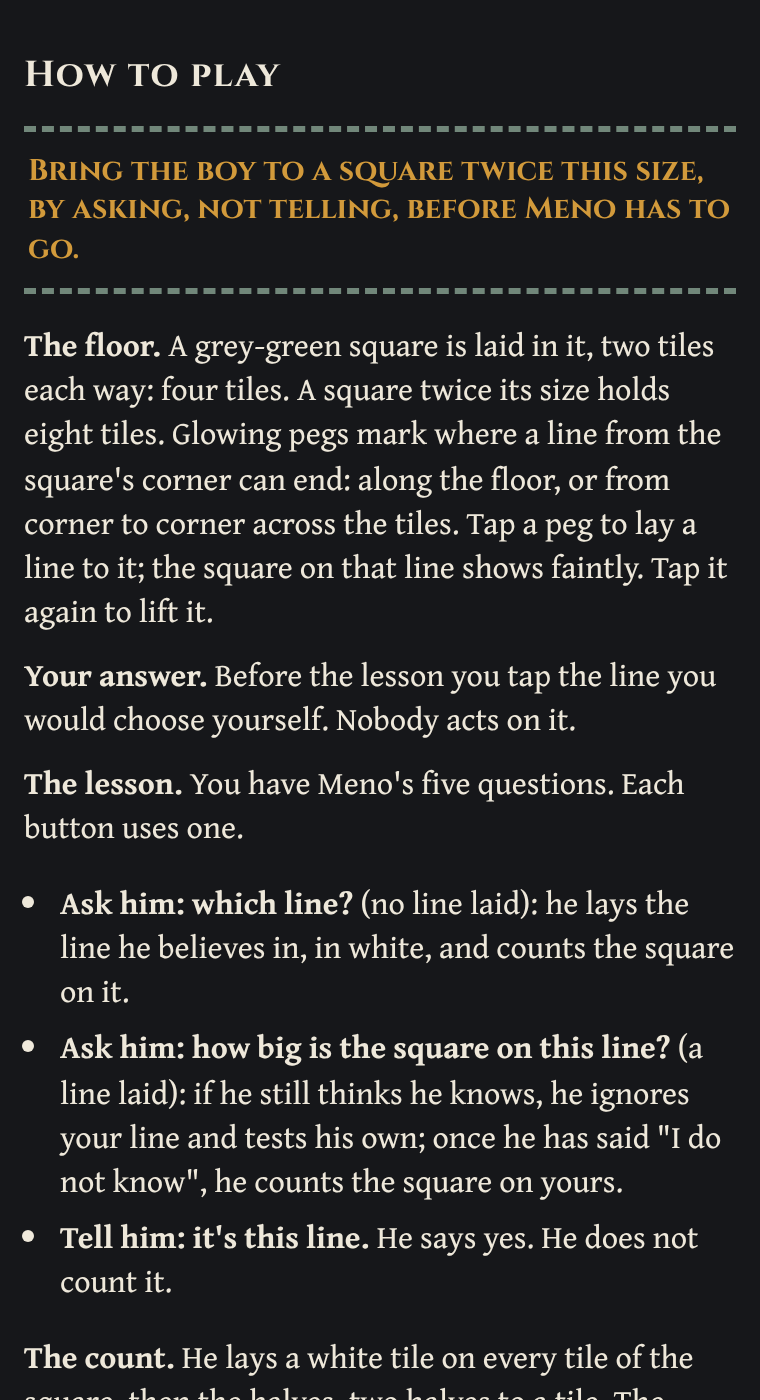 How to play
Bring the boy to a square twice this size,
by asking, not telling, before Meno has to
go.
The floor. A grey-green square is laid in it, two tiles
each way: four tiles. A square twice its size holds
eight tiles. Glowing pegs mark where a line from the
square's corner can end: along the floor, or from
corner to corner across the tiles. Tap a peg to lay a
line to it; the square on that line shows faintly. Tap it
again to lift it.
Your answer. Before the lesson you tap the line you
would choose yourself. Nobody acts on it.
The lesson. You have Meno's five questions. Each
button uses one.
• Ask him: which line? (no line laid): he lays the
line he believes in, in white, and counts the square
on it.
• Ask him: how big is the square on this line? (a
line laid): if he still thinks he knows, he ignores
your line and tests his own; once he has said "I do
not know", he counts the square on yours.
• Tell him: it's this line. He says yes. He does not
count it.
The count. He lays a white tile on every tile of the
square, then the halves, two halves to a tile. The